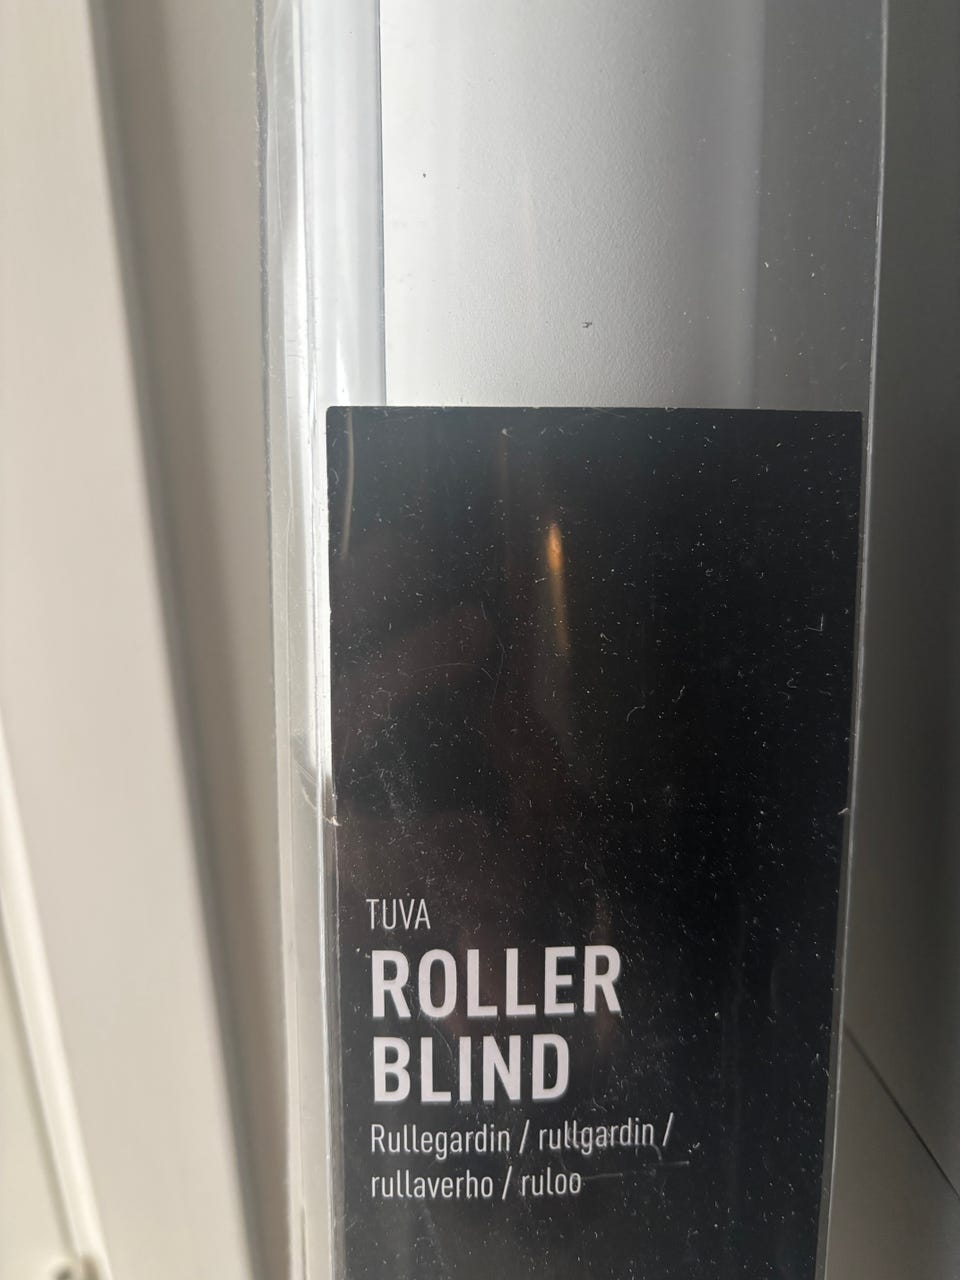 TUVA
ROLLER
BLIND
Rullegardin / rullgardin /
rullaverho / ruloo